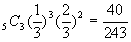 ₅C₃(1/3)³(2/3)² = 40/243